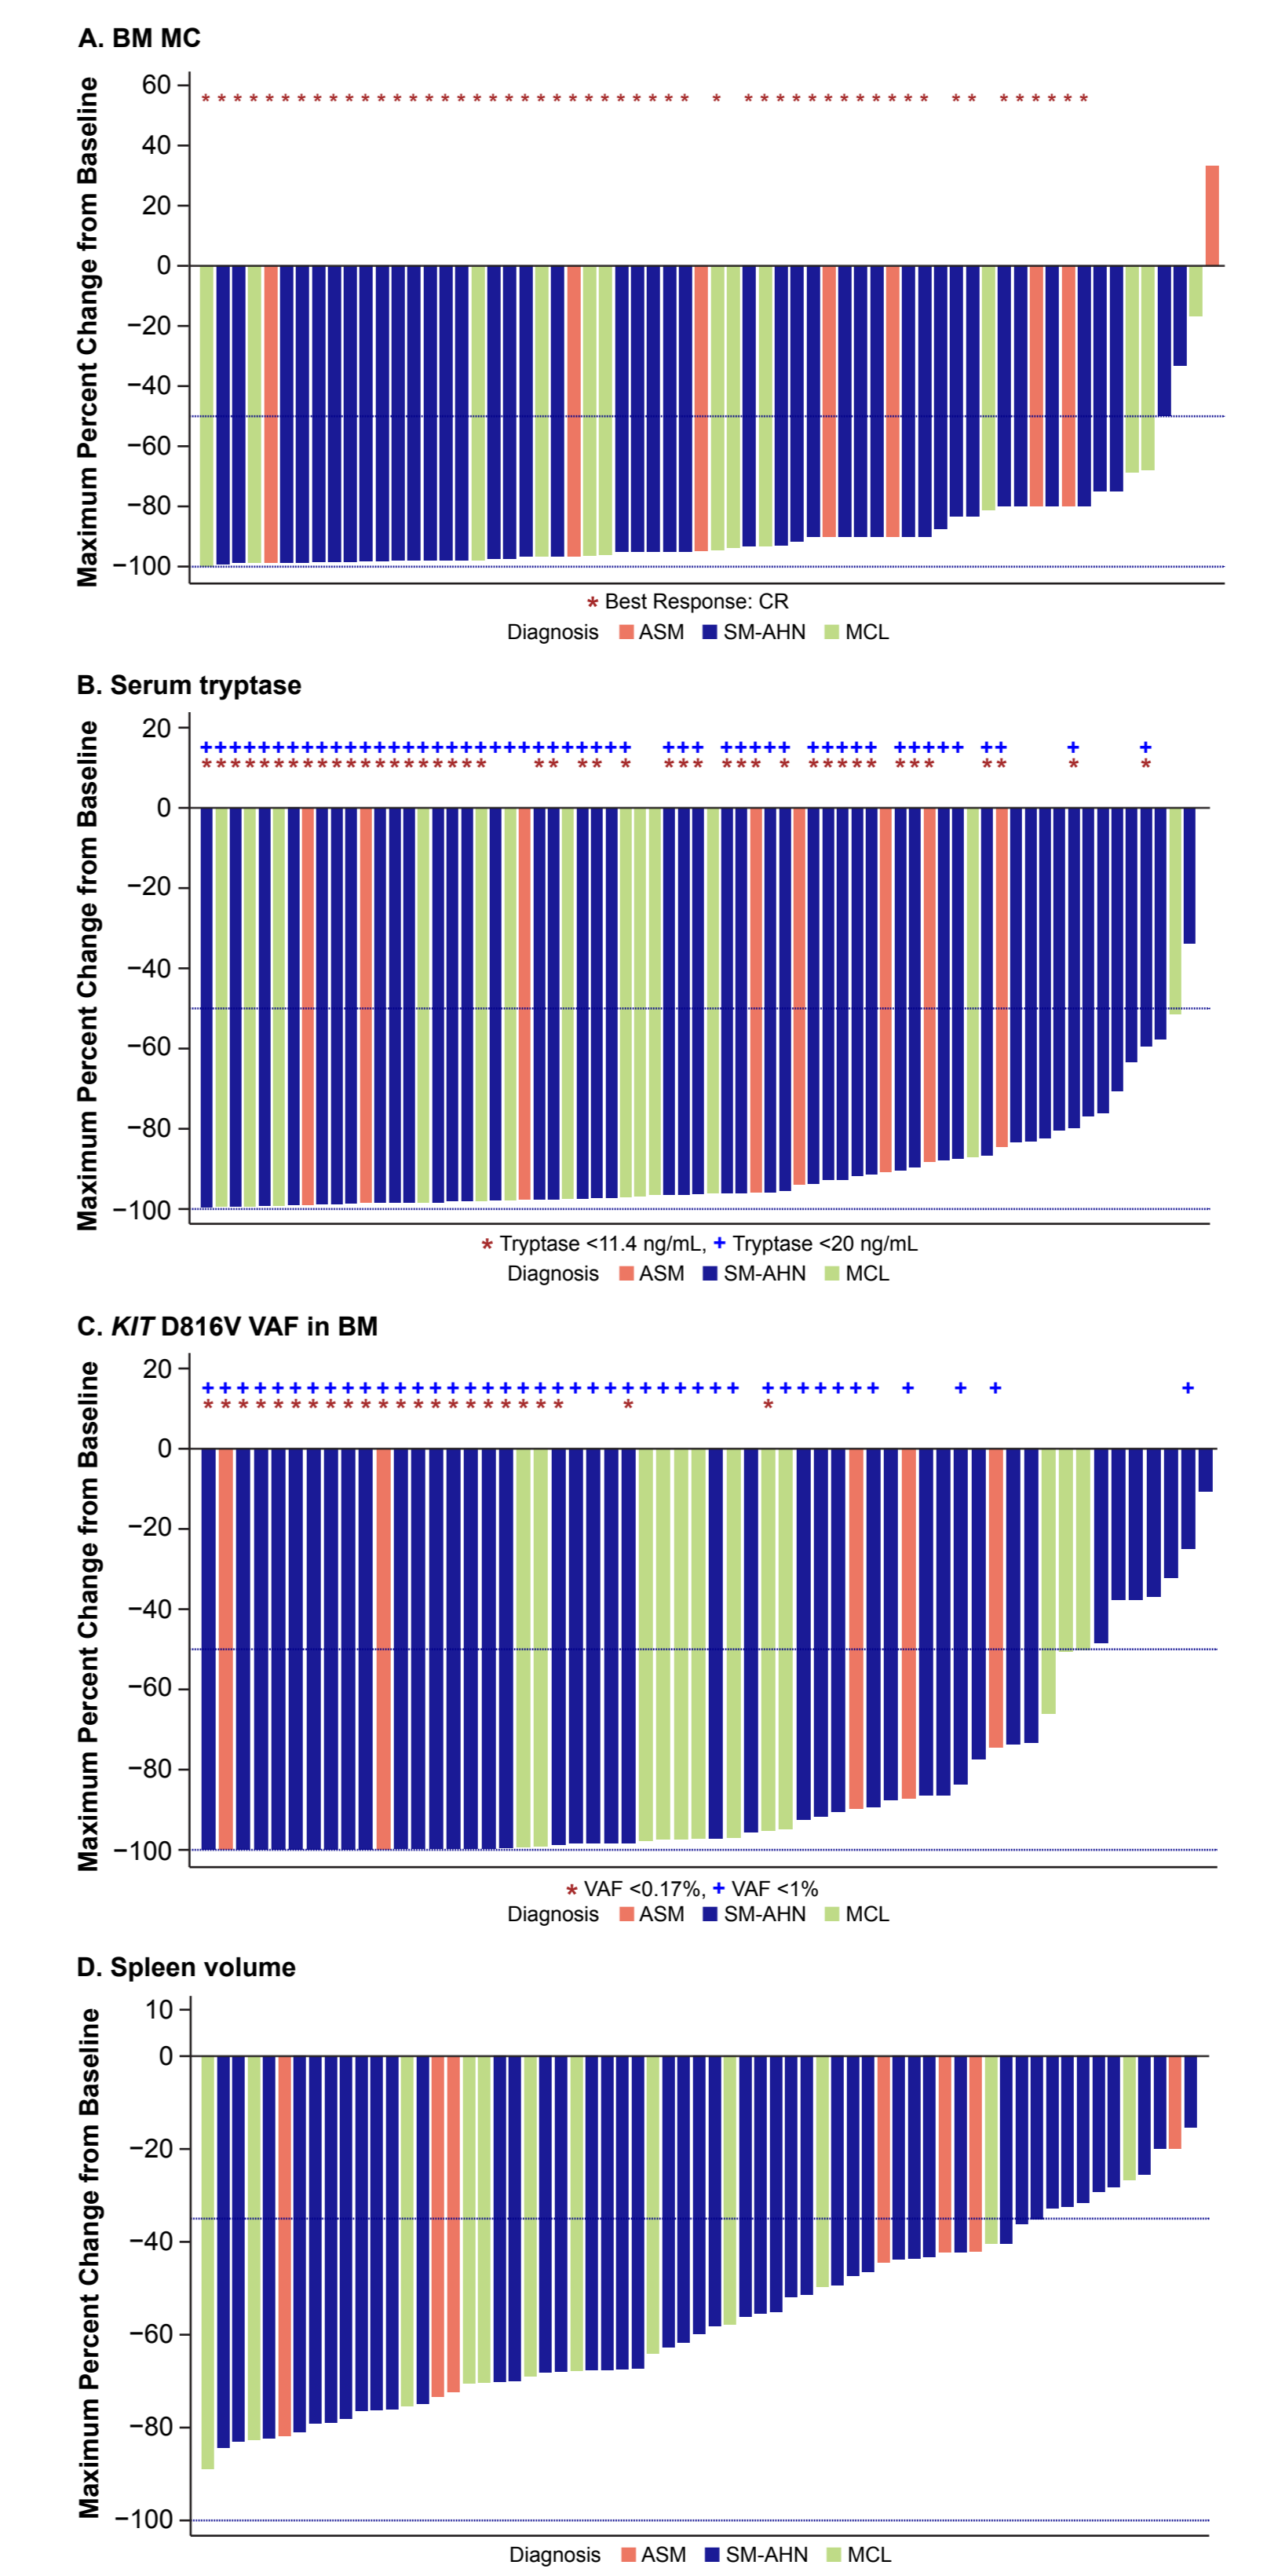 A. BM MC
Maximum Percent Change from Baseline
60
40
20
0
−20
−40
−60
−80
−100
* Best Response: CR
Diagnosis ASM SM-AHN MCL
B. Serum tryptase
Maximum Percent Change from Baseline
20
0
−20
−40
−60
−80
−100
* Tryptase <11.4 ng/mL, + Tryptase <20 ng/mL
Diagnosis ASM SM-AHN MCL
C. KIT D816V VAF in BM
Maximum Percent Change from Baseline
20
0
−20
−40
−60
−80
−100
* VAF <0.17%, + VAF <1%
Diagnosis ASM SM-AHN MCL
D. Spleen volume
Maximum Percent Change from Baseline
10
0
−20
−40
−60
−80
−100
Diagnosis ASM SM-AHN MCL